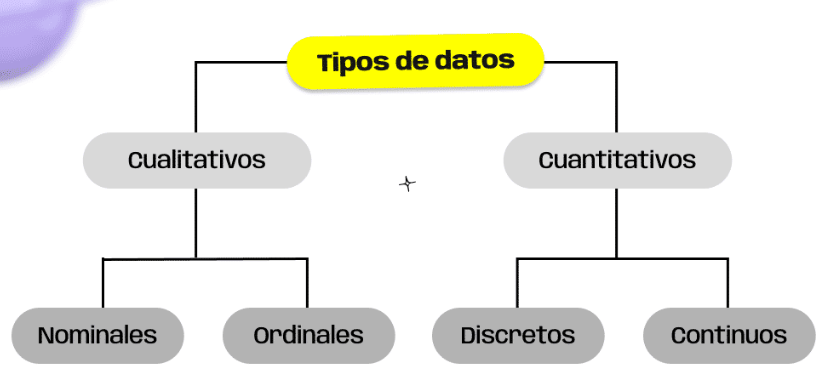 Tipos de datos
Cualitativos
Cuantitativos
Nominales
Ordinales
Discretos
Continuos